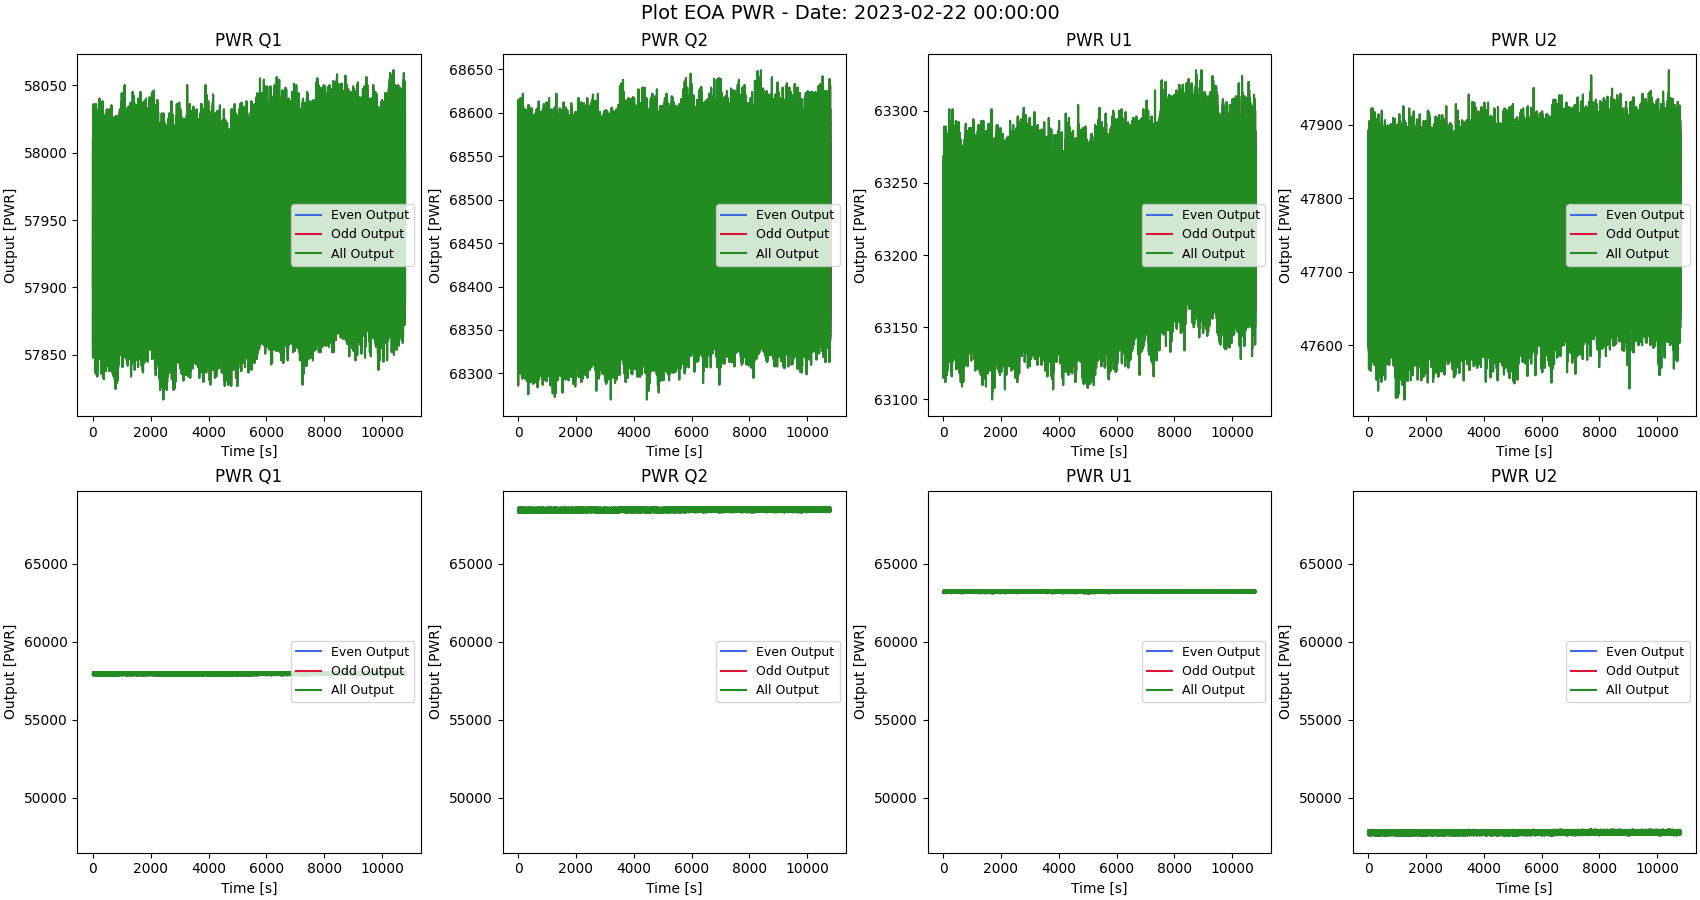 Plot EOA PWR - Date: 2023-02-22 00:00:00
PWR Q1
Output [PWR]
58050
58000
57950
57900
57850
0 2000 4000 6000 8000 10000
Time [s]
Even Output
Odd Output
All Output
PWR Q2
Output [PWR]
68650
68600
68550
68500
68450
68400
68350
68300
0 2000 4000 6000 8000 10000
Time [s]
Even Output
Odd Output
All Output
PWR U1
Output [PWR]
63300
63250
63200
63150
63100
0 2000 4000 6000 8000 10000
Time [s]
Even Output
Odd Output
All Output
PWR U2
Output [PWR]
47900
47800
47700
47600
0 2000 4000 6000 8000 10000
Time [s]
Even Output
Odd Output
All Output
PWR Q1
Output [PWR]
65000
60000
55000
50000
0 2000 4000 6000 8000 10000
Time [s]
Even Output
Odd Output
All Output
PWR Q2
Output [PWR]
65000
60000
55000
50000
0 2000 4000 6000 8000 10000
Time [s]
Even Output
Odd Output
All Output
PWR U1
Output [PWR]
65000
60000
55000
50000
0 2000 4000 6000 8000 10000
Time [s]
Even Output
Odd Output
All Output
PWR U2
Output [PWR]
65000
60000
55000
50000
0 2000 4000 6000 8000 10000
Time [s]
Even Output
Odd Output
All Output